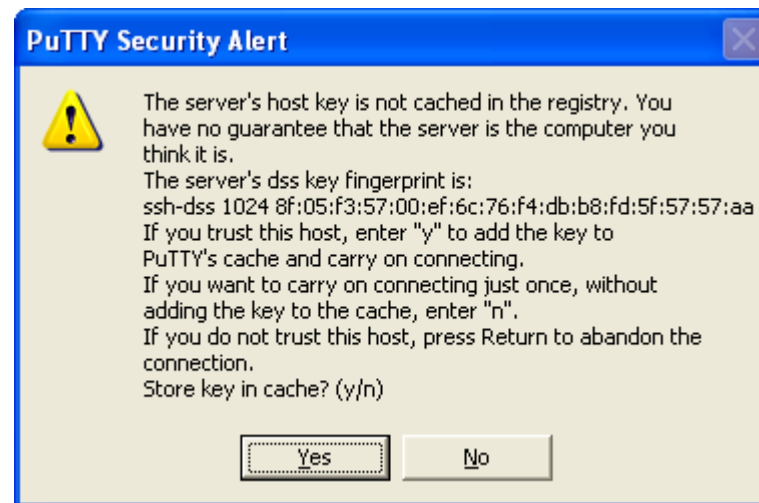 PuTTY Security Alert
The server's host key is not cached in the registry. You
have no guarantee that the server is the computer you
think it is.
The server's dss key fingerprint is:
ssh-dss 1024 8f:05:f3:57:00:ef:6c:76:f4:db:b8:fd:5f:57:57:aa
If you trust this host, enter "y" to add the key to
PuTTY's cache and carry on connecting.
If you want to carry on connecting just once, without
adding the key to the cache, enter "n".
If you do not trust this host, press Return to abandon the
connection.
Store key in cache? (y/n)
Yes No